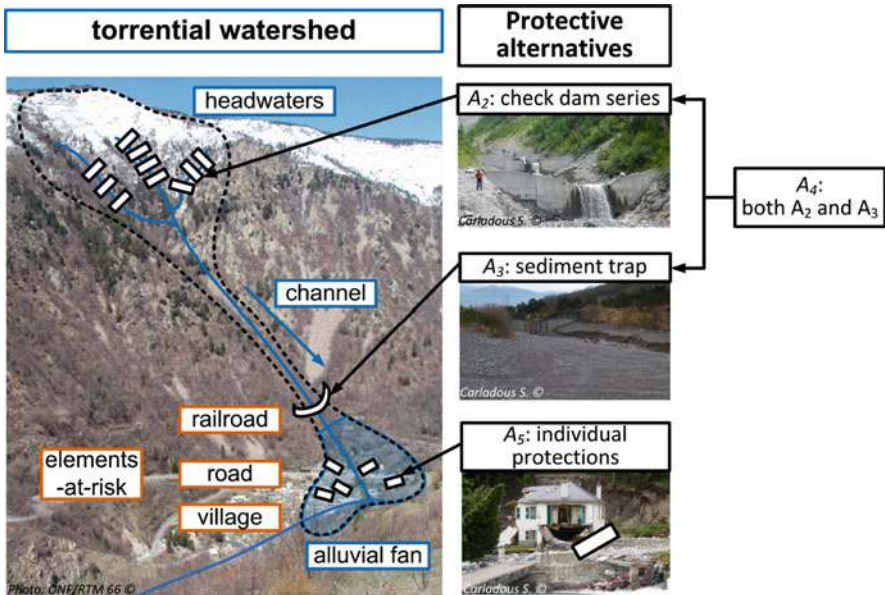 torrential watershed
Protective
alternatives
headwaters
channel
railroad
elements
-at-risk
road
village
alluvial fan
Photo: ONF/RTM 66 ©
A2: check dam series
Carladous S. ©
A3: sediment trap
Carladous S. ©
A5: individual
protections
Carladous S. ©
A4:
both A2 and A3